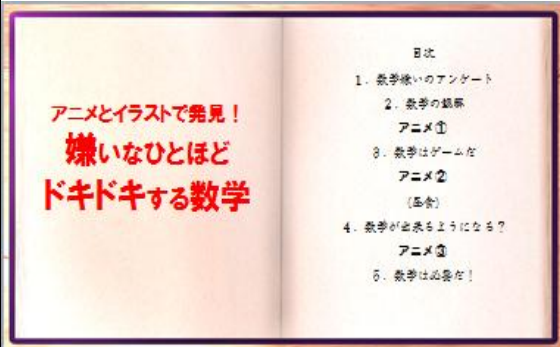 アニメとイラストで発見！
嫌いなひとほど
ドキドキする数学
目次
1. 数学嫌いのアンケート
2. 数学の誤解
アニメ①
3. 数学はゲームだ
アニメ②
(昼食)
4. 数学が出来るようになる？
アニメ③
5. 数学は必要だ！